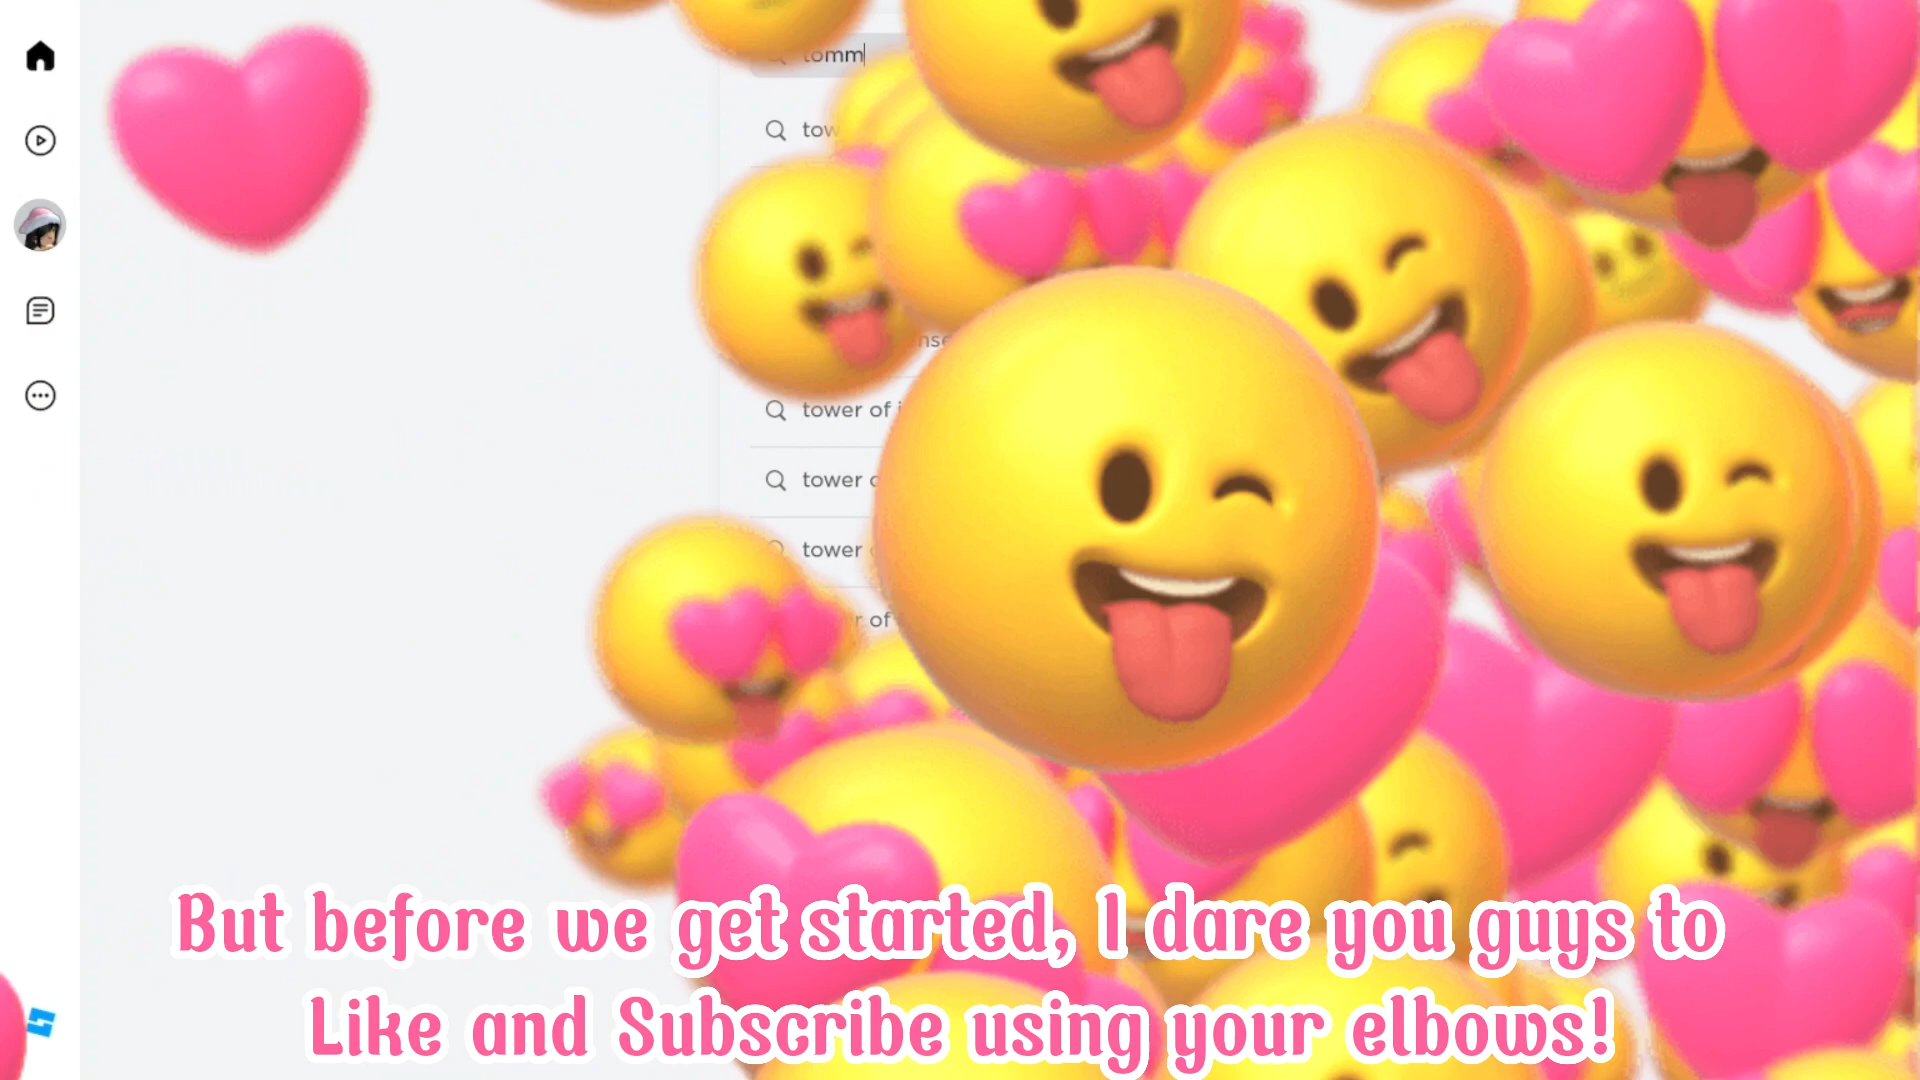 tomm
tow
tower of
tower
tower
of
But before we get started, I dare you guys to
Like and Subscribe using your elbows!